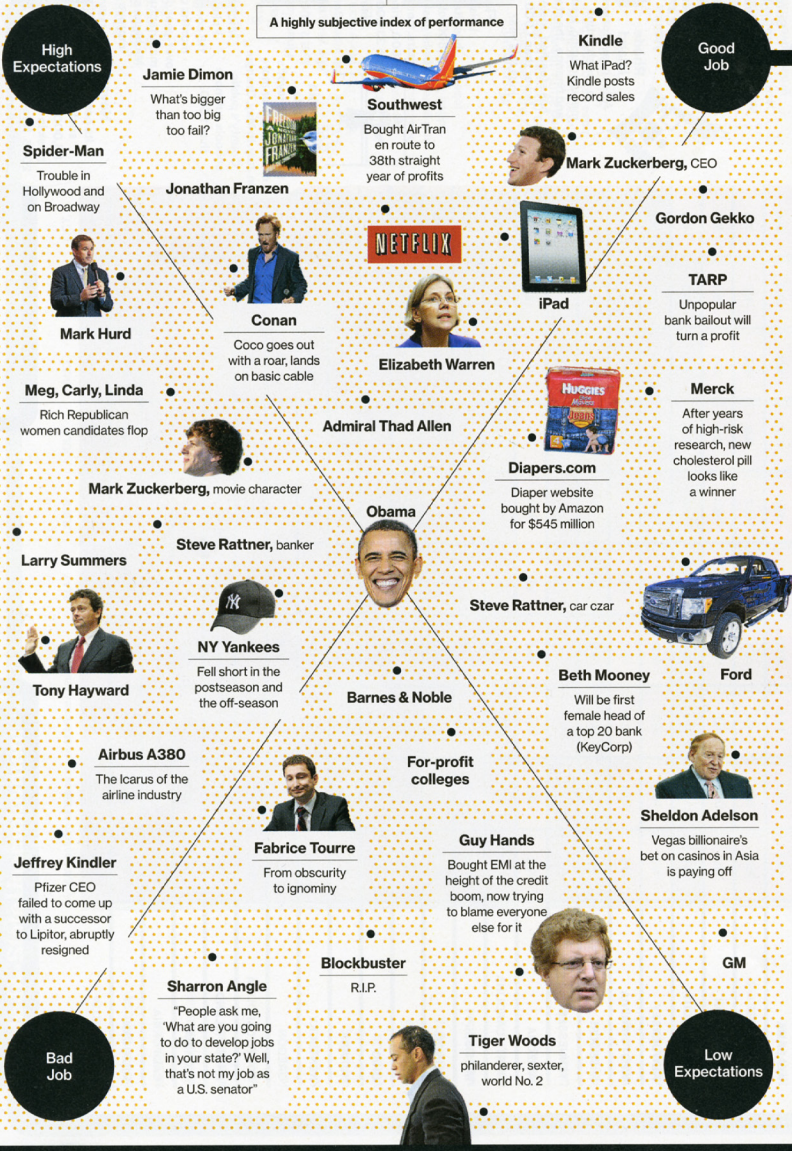 A highly subjective index of performance
High
Expectations
Good
Job
Jamie Dimon
What's bigger
than too big
too fail?
Southwest
Bought AirTran
en route to
38th straight
year of profits
Kindle
What iPad?
Kindle posts
record sales
Spider-Man
Trouble in
Hollywood and
on Broadway
FREEDOM
JONATHAN
FRANZEN
Jonathan Franzen
Mark Zuckerberg, CEO
Gordon Gekko
NETFLIX
Mark Hurd
Conan
Coco goes out
with a roar, lands
on basic cable
Elizabeth Warren
iPad
TARP
Unpopular
bank bailout will
turn a profit
Meg, Carly, Linda
Rich Republican
women candidates flop
Admiral Thad Allen
HUGGIES
Jeans
Diapers.com
Diaper website
bought by Amazon
for $545 million
Merck
After years
of high-risk
research, new
cholesterol pill
looks like
a winner
Mark Zuckerberg, movie character
Obama
Larry Summers
Steve Rattner, banker
Steve Rattner, car czar
Tony Hayward
NY Yankees
Fell short in the
postseason and
the off-season
Barnes & Noble
Beth Mooney
Will be first
female head of
a top 20 bank
(KeyCorp)
Ford
Airbus A380
The Icarus of the
airline industry
For-profit
colleges
Fabrice Tourre
From obscurity
to ignominy
Sheldon Adelson
Vegas billionaire's
bet on casinos in Asia
is paying off
Jeffrey Kindler
Pfizer CEO
failed to come up
with a successor
to Lipitor, abruptly
resigned
Guy Hands
Bought EMI at the
height of the credit
boom, now trying
to blame everyone
else for it
Sharron Angle
"People ask me,
'What are you going
to do to develop jobs
in your state?' Well,
that's not my job as
a U.S. senator"
Blockbuster
R.I.P.
GM
Tiger Woods
philanderer, sexter,
world No. 2
Bad
Job
Low
Expectations